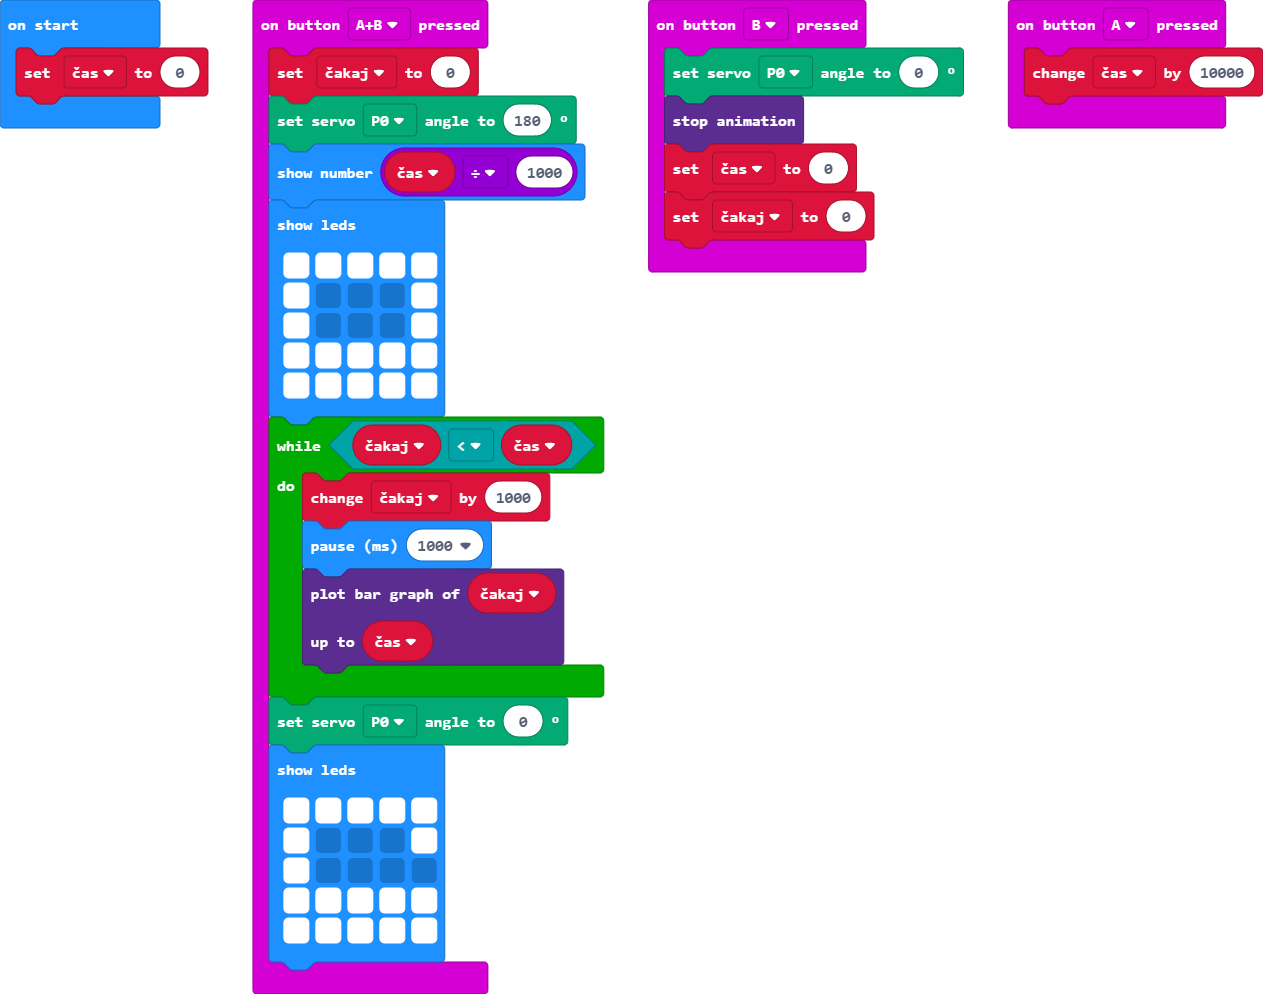 on start
set čas to 0
on button A+B pressed
set čakaj to 0
set servo P0 angle to 180 °
show number čas ÷ 1000
show leds
while čakaj < čas
do
change čakaj by 1000
pause (ms) 1000
plot bar graph of čakaj
up to čas
set servo P0 angle to 0 °
show leds
on button B pressed
set servo P0 angle to 0 °
stop animation
set čas to 0
set čakaj to 0
on button A pressed
change čas by 10000